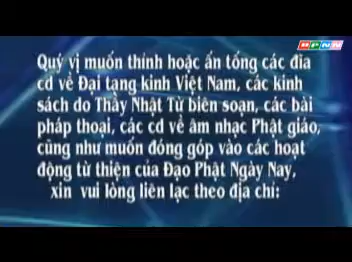 BPNTV
Quý vị muốn thỉnh hoặc ấn tống các đĩa
cd về Đại tạng kinh Việt Nam, các kinh
sách do Thầy Nhật Từ biên soạn, các bài
pháp thoại, các cd về âm nhạc Phật giáo,
cũng như muốn đóng góp vào các hoạt
động từ thiện của Đạo Phật Ngày Nay,
xin vui lòng liên lạc theo địa chỉ: